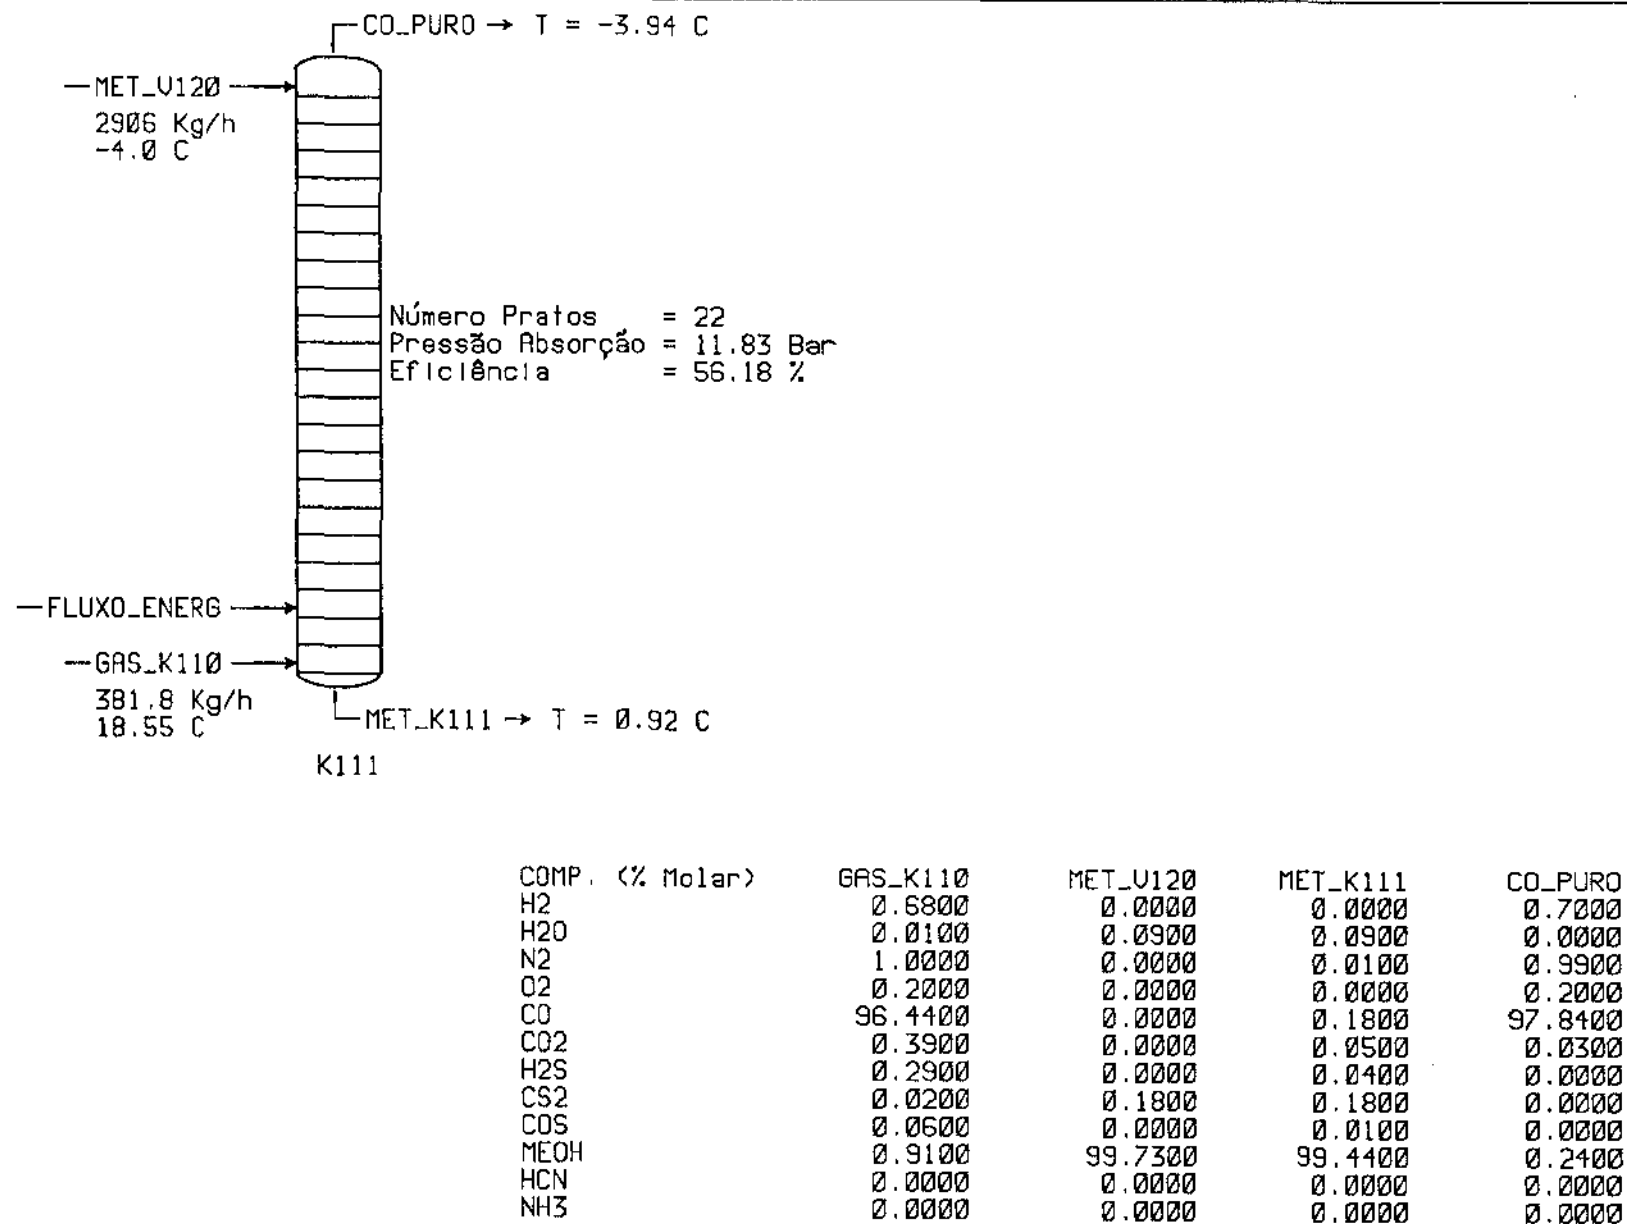 CO_PURO → T = -3.94 C
MET_V120
2906 Kg/h
-4.0 C
Número Pratos = 22
Pressão Absorção = 11.83 Bar
Eficiência = 56.18 %
FLUXO_ENERG
GAS_K110
381.8 Kg/h
18.55 C
MET_K111 → T = 0.92 C
K111
COMP. (% Molar) GAS_K110 MET_V120 MET_K111 CO_PURO
H2 0.6800 0.0000 0.0000 0.7000
H2O 0.0100 0.0900 0.0900 0.0000
N2 1.0000 0.0000 0.0100 0.9900
O2 0.2000 0.0000 0.0000 0.2000
CO 96.4400 0.0000 0.1800 97.8400
CO2 0.3900 0.0000 0.0500 0.0300
H2S 0.2900 0.0000 0.0400 0.0000
CS2 0.0200 0.1800 0.1800 0.0000
COS 0.0600 0.0000 0.0100 0.0000
MEOH 0.9100 99.7300 99.4400 0.2400
HCN 0.0000 0.0000 0.0000 0.0000
NH3 0.0000 0.0000 0.0000 0.0000